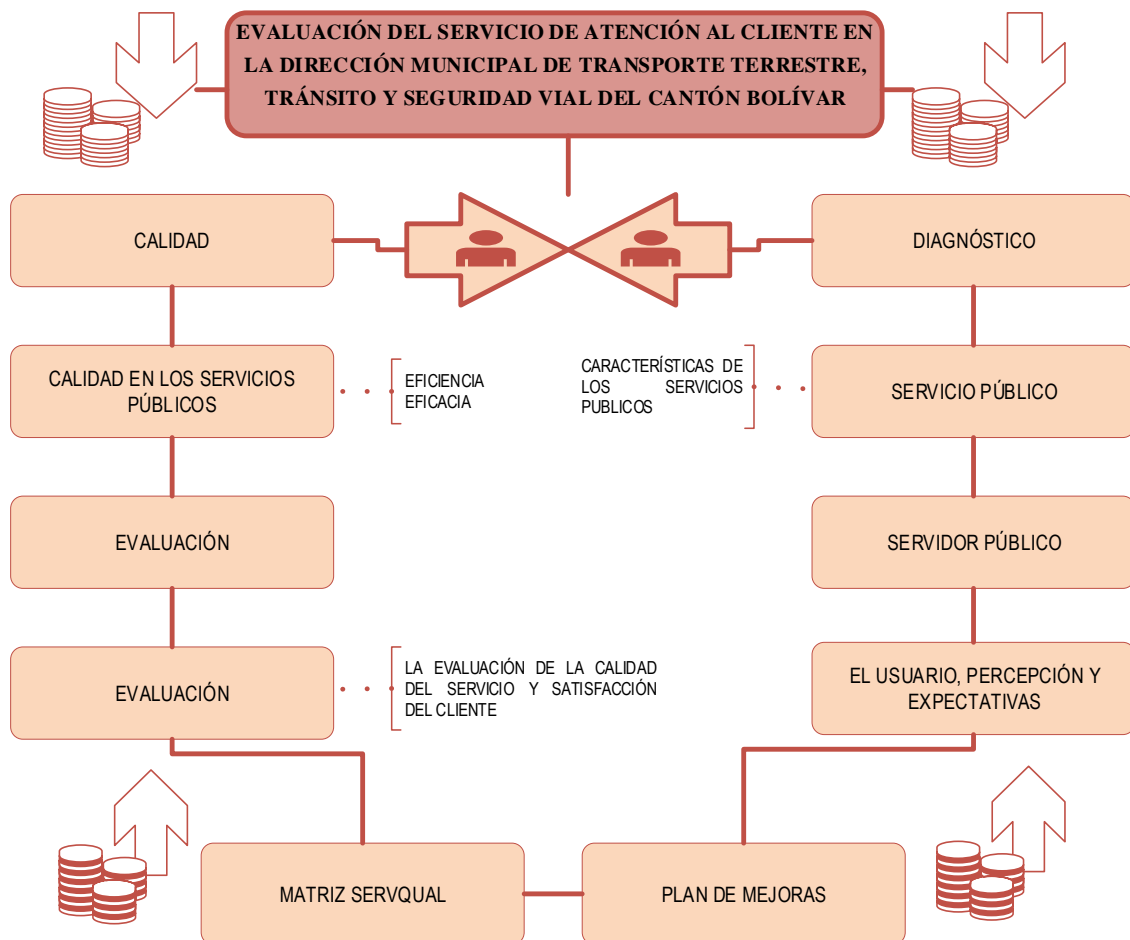 EVALUACIÓN DEL SERVICIO DE ATENCIÓN AL CLIENTE EN
LA DIRECCIÓN MUNICIPAL DE TRANSPORTE TERRESTRE,
TRÁNSITO Y SEGURIDAD VIAL DEL CANTÓN BOLÍVAR
CALIDAD
DIAGNÓSTICO
CALIDAD EN LOS SERVICIOS
PÚBLICOS
EFICIENCIA
EFICACIA
CARACTERÍSTICAS DE
LOS SERVICIOS
PUBLICOS
SERVICIO PÚBLICO
EVALUACIÓN
SERVIDOR PÚBLICO
EVALUACIÓN
LA EVALUACIÓN DE LA CALIDAD
DEL SERVICIO Y SATISFACCIÓN
DEL CLIENTE
EL USUARIO, PERCEPCIÓN Y
EXPECTATIVAS
MATRIZ SERVQUAL
PLAN DE MEJORAS